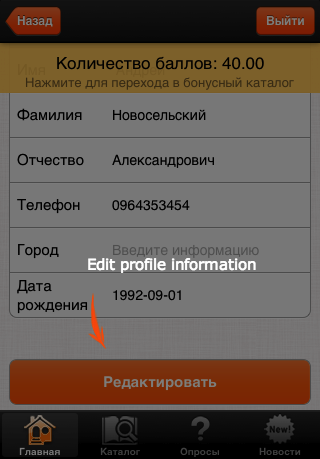 Назад Выйти
Количество баллов: 40.00
Нажмите для перехода в бонусный каталог
Имя
Фамилия Новосельский
Отчество Александрович
Телефон 0964353454
Город Введите информацию
Edit profile information
Дата рождения 1992-09-01
Редактировать
Главная Каталог ? Опросы New! Новости